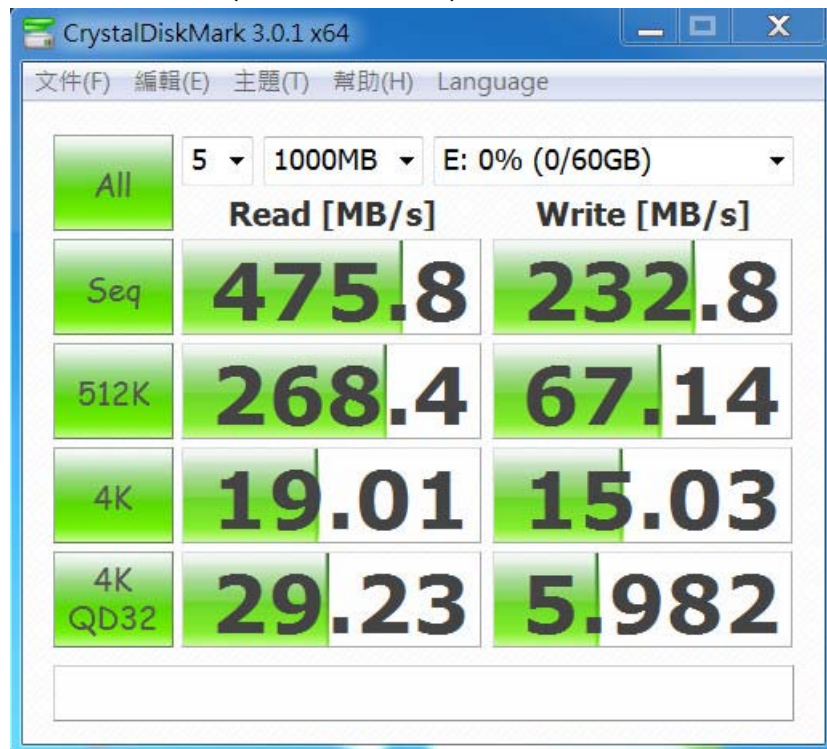 CrystalDiskMark 3.0.1 x64
文件(F) 編輯(E) 主題(T) 幫助(H) Language
All 5 1000MB E: 0% (0/60GB)
Read [MB/s] Write [MB/s]
Seq 475.8 232.8
512K 268.4 67.14
4K 19.01 15.03
4K QD32 29.23 5.982